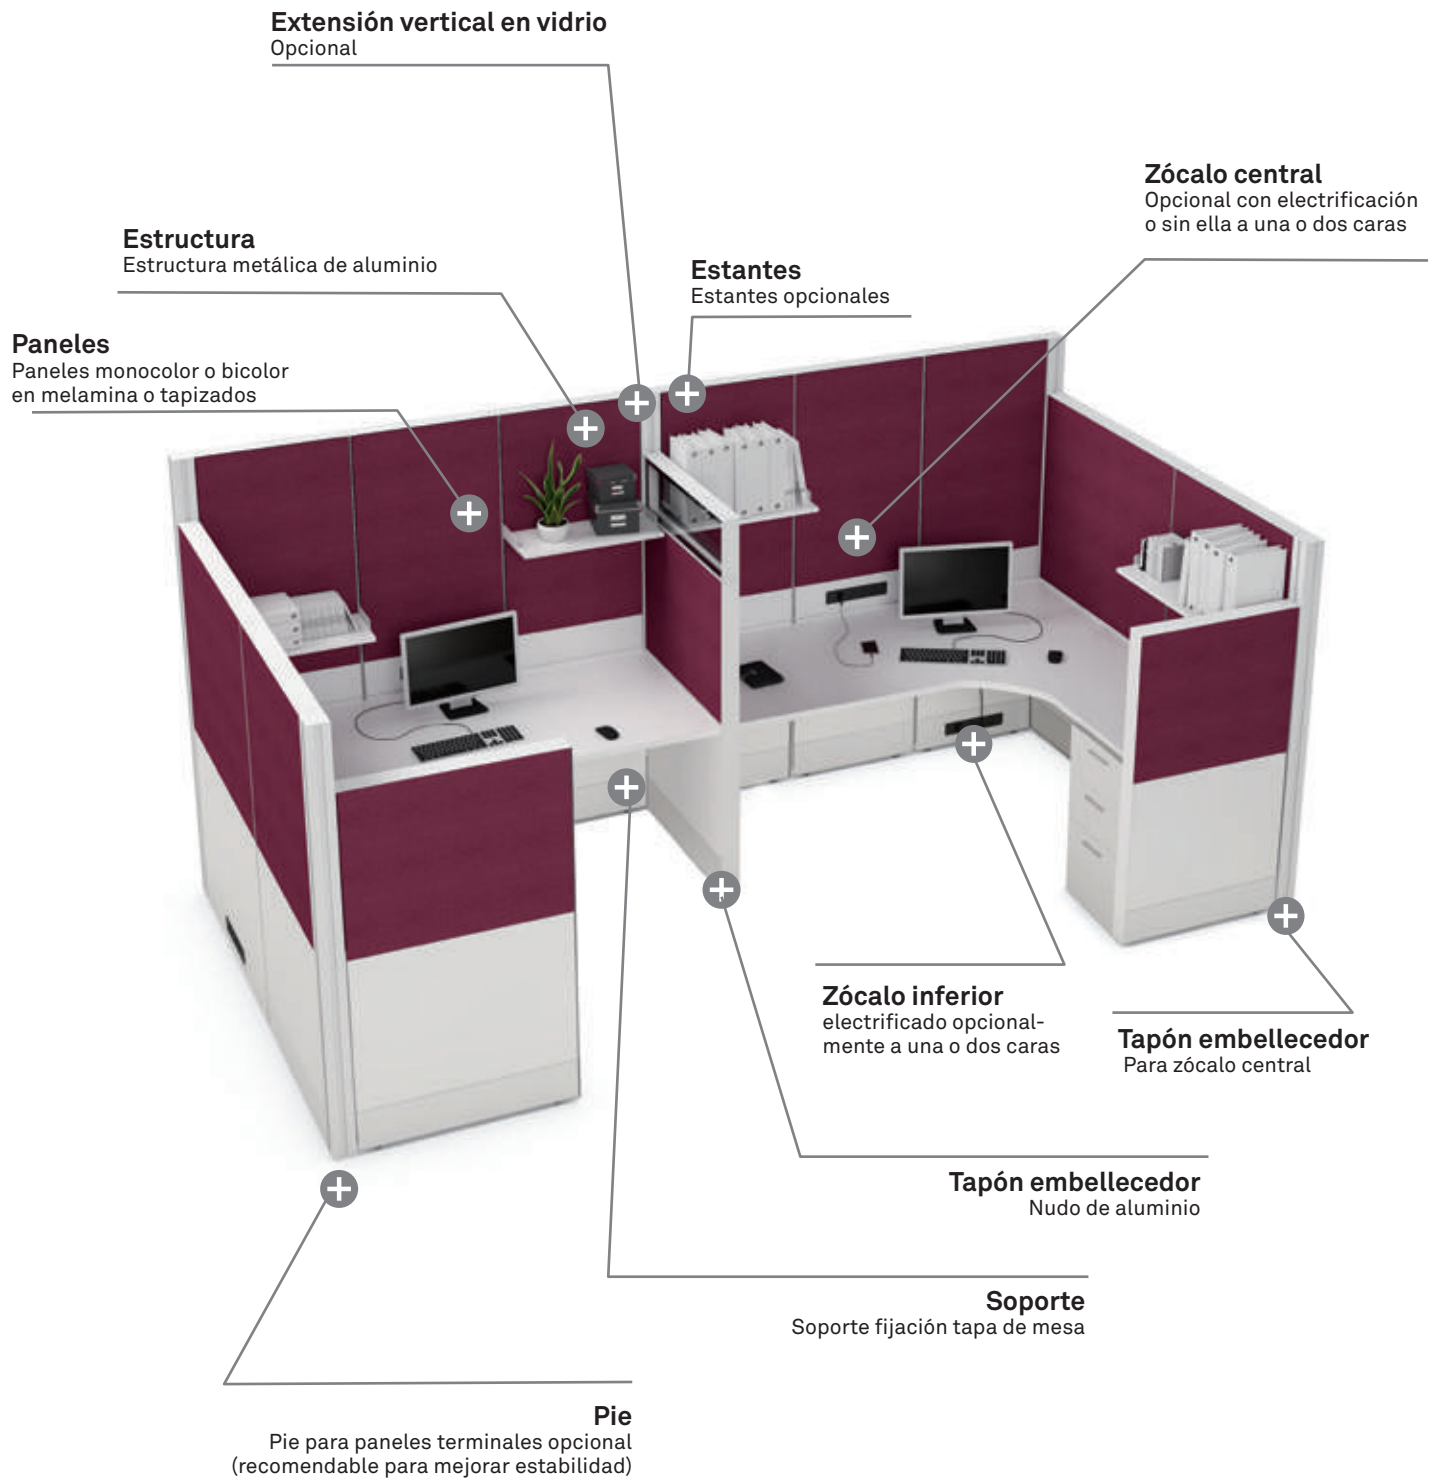 Extensión vertical en vidrio
Opcional
Zócalo central
Opcional con electrificación
o sin ella a una o dos caras
Estructura
Estructura metálica de aluminio
Estantes
Estantes opcionales
Paneles
Paneles monocolor o bicolor
en melamina o tapizados
Zócalo inferior
electrificado opcional-
mente a una o dos caras
Tapón embellecedor
Para zócalo central
Tapón embellecedor
Nudo de aluminio
Soporte
Soporte fijación tapa de mesa
Pie
Pie para paneles terminales opcional
(recomendable para mejorar estabilidad)